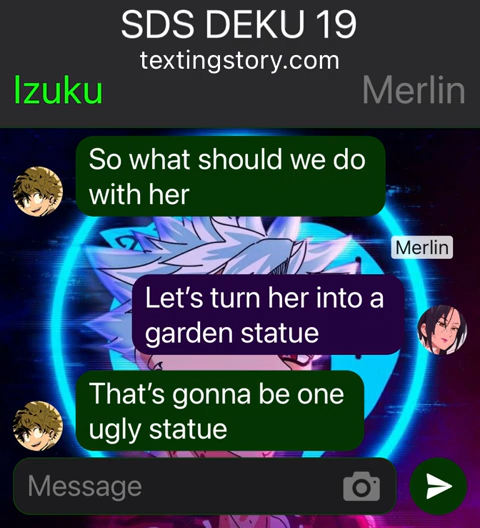 SDS DEKU 19
textingstory.com
Izuku Merlin
So what should we do
with her
Merlin
Let’s turn her into a
garden statue
That’s gonna be one
ugly statue
Message